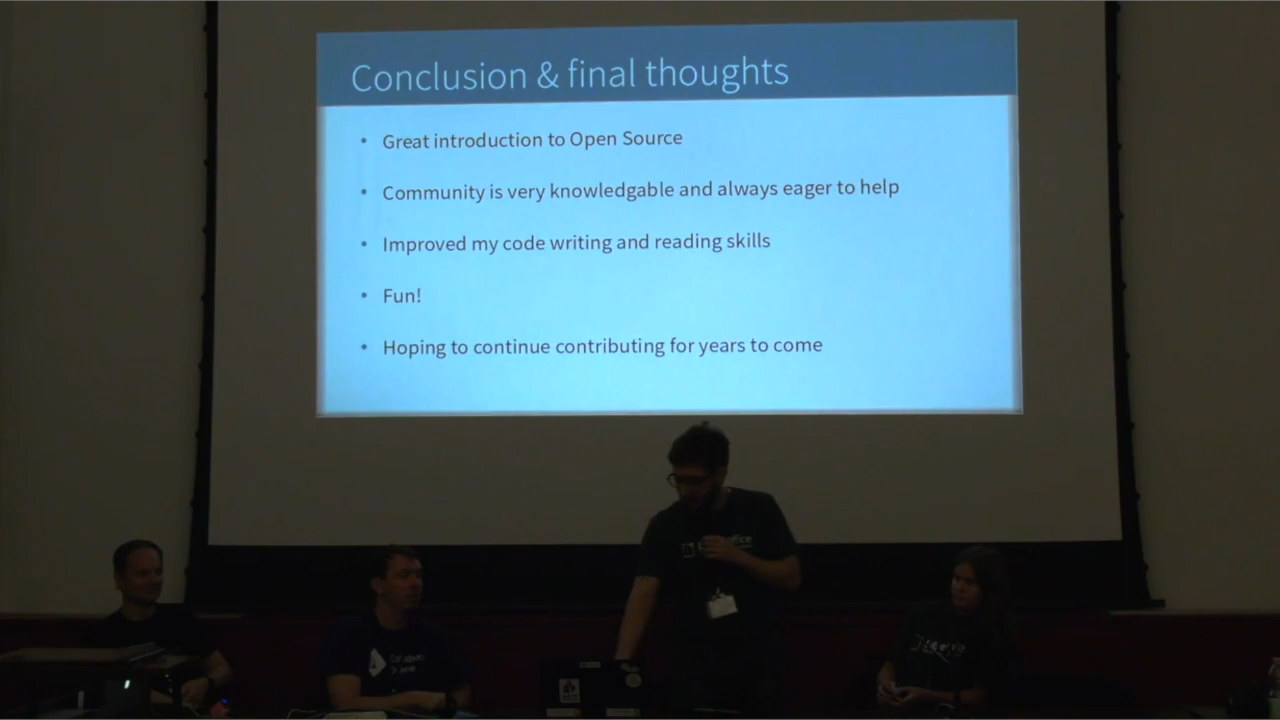 Conclusion & final thoughts
• Great introduction to Open Source
• Community is very knowledgable and always eager to help
• Improved my code writing and reading skills
• Fun!
• Hoping to continue contributing for years to come